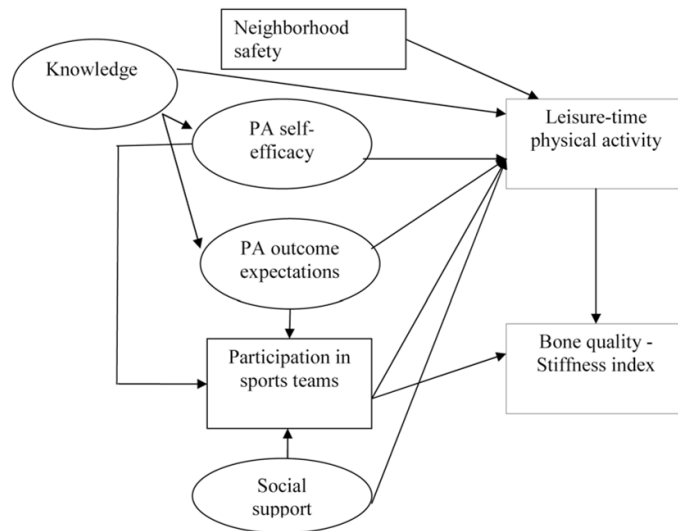 Neighborhood
safety
Knowledge
Leisure-time
physical activity
PA self-
efficacy
PA outcome
expectations
Participation in
sports teams
Bone quality -
Stiffness index
Social
support